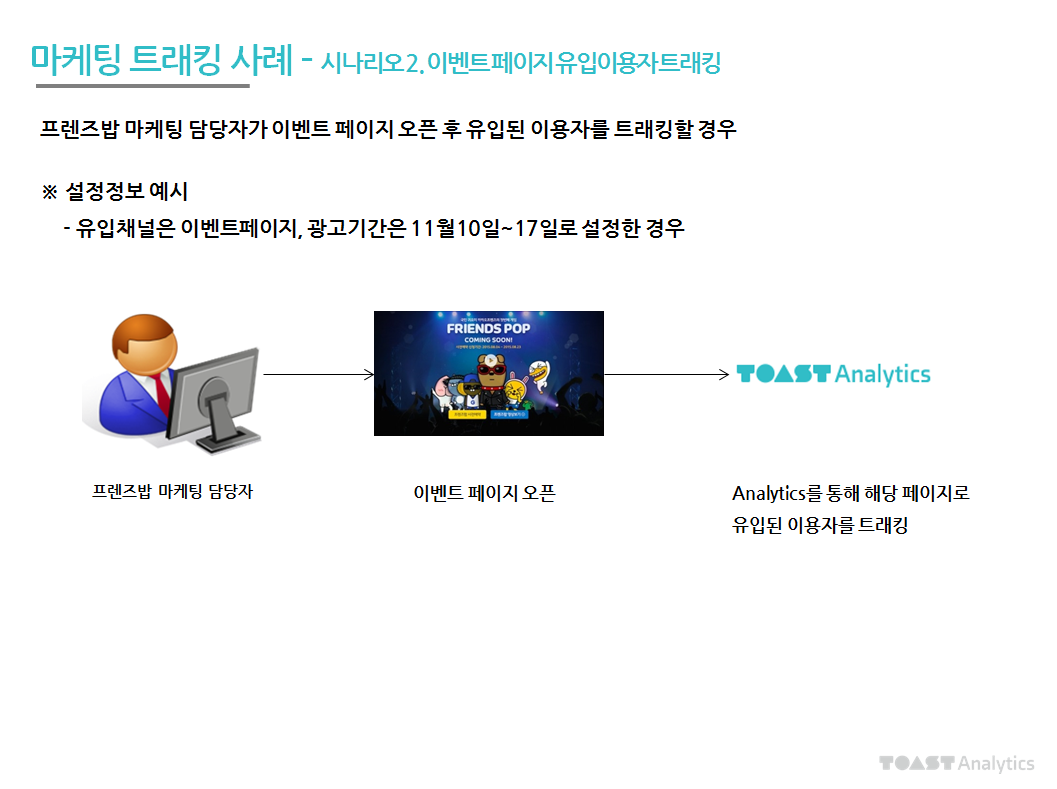 마케팅 트래킹 사례 - 시나리오 2. 이벤트 페이지 유입 이용자 트래킹
프렌즈밥 마케팅 담당자가 이벤트 페이지 오픈 후 유입된 이용자를 트래킹할 경우
※ 설정정보 예시
- 유입채널은 이벤트페이지, 광고기간은 11월10일~17일로 설정한 경우
FRIENDS POP
COMING SOON!
TOAST Analytics
프렌즈밥 마케팅 담당자
이벤트 페이지 오픈
Analytics를 통해 해당 페이지로
유입된 이용자를 트래킹
TOAST Analytics